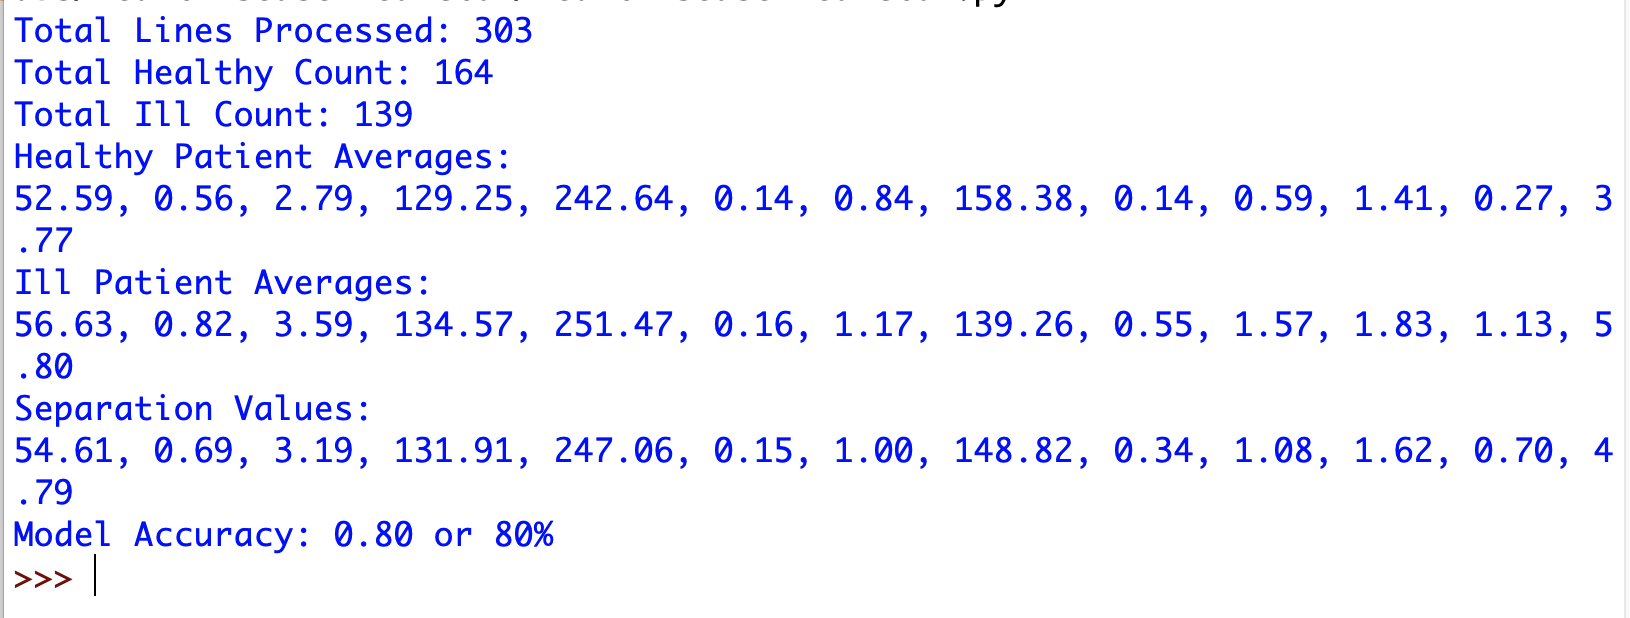 Total Lines Processed: 303
Total Healthy Count: 164
Total Ill Count: 139
Healthy Patient Averages:
52.59, 0.56, 2.79, 129.25, 242.64, 0.14, 0.84, 158.38, 0.14, 0.59, 1.41, 0.27, 3
.77
Ill Patient Averages:
56.63, 0.82, 3.59, 134.57, 251.47, 0.16, 1.17, 139.26, 0.55, 1.57, 1.83, 1.13, 5
.80
Separation Values:
54.61, 0.69, 3.19, 131.91, 247.06, 0.15, 1.00, 148.82, 0.34, 1.08, 1.62, 0.70, 4
.79
Model Accuracy: 0.80 or 80%
>>>